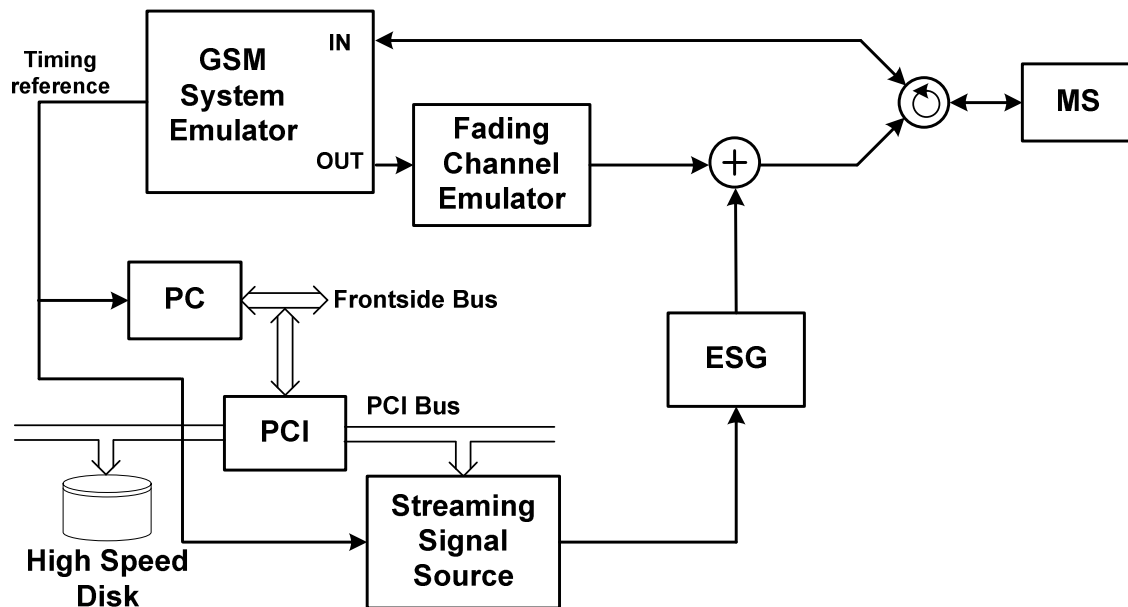 Timing
reference
GSM
System
Emulator
IN
OUT
Fading
Channel
Emulator
+
MS
PC
Frontside Bus
ESG
PCI
PCI Bus
High Speed
Disk
Streaming
Signal
Source